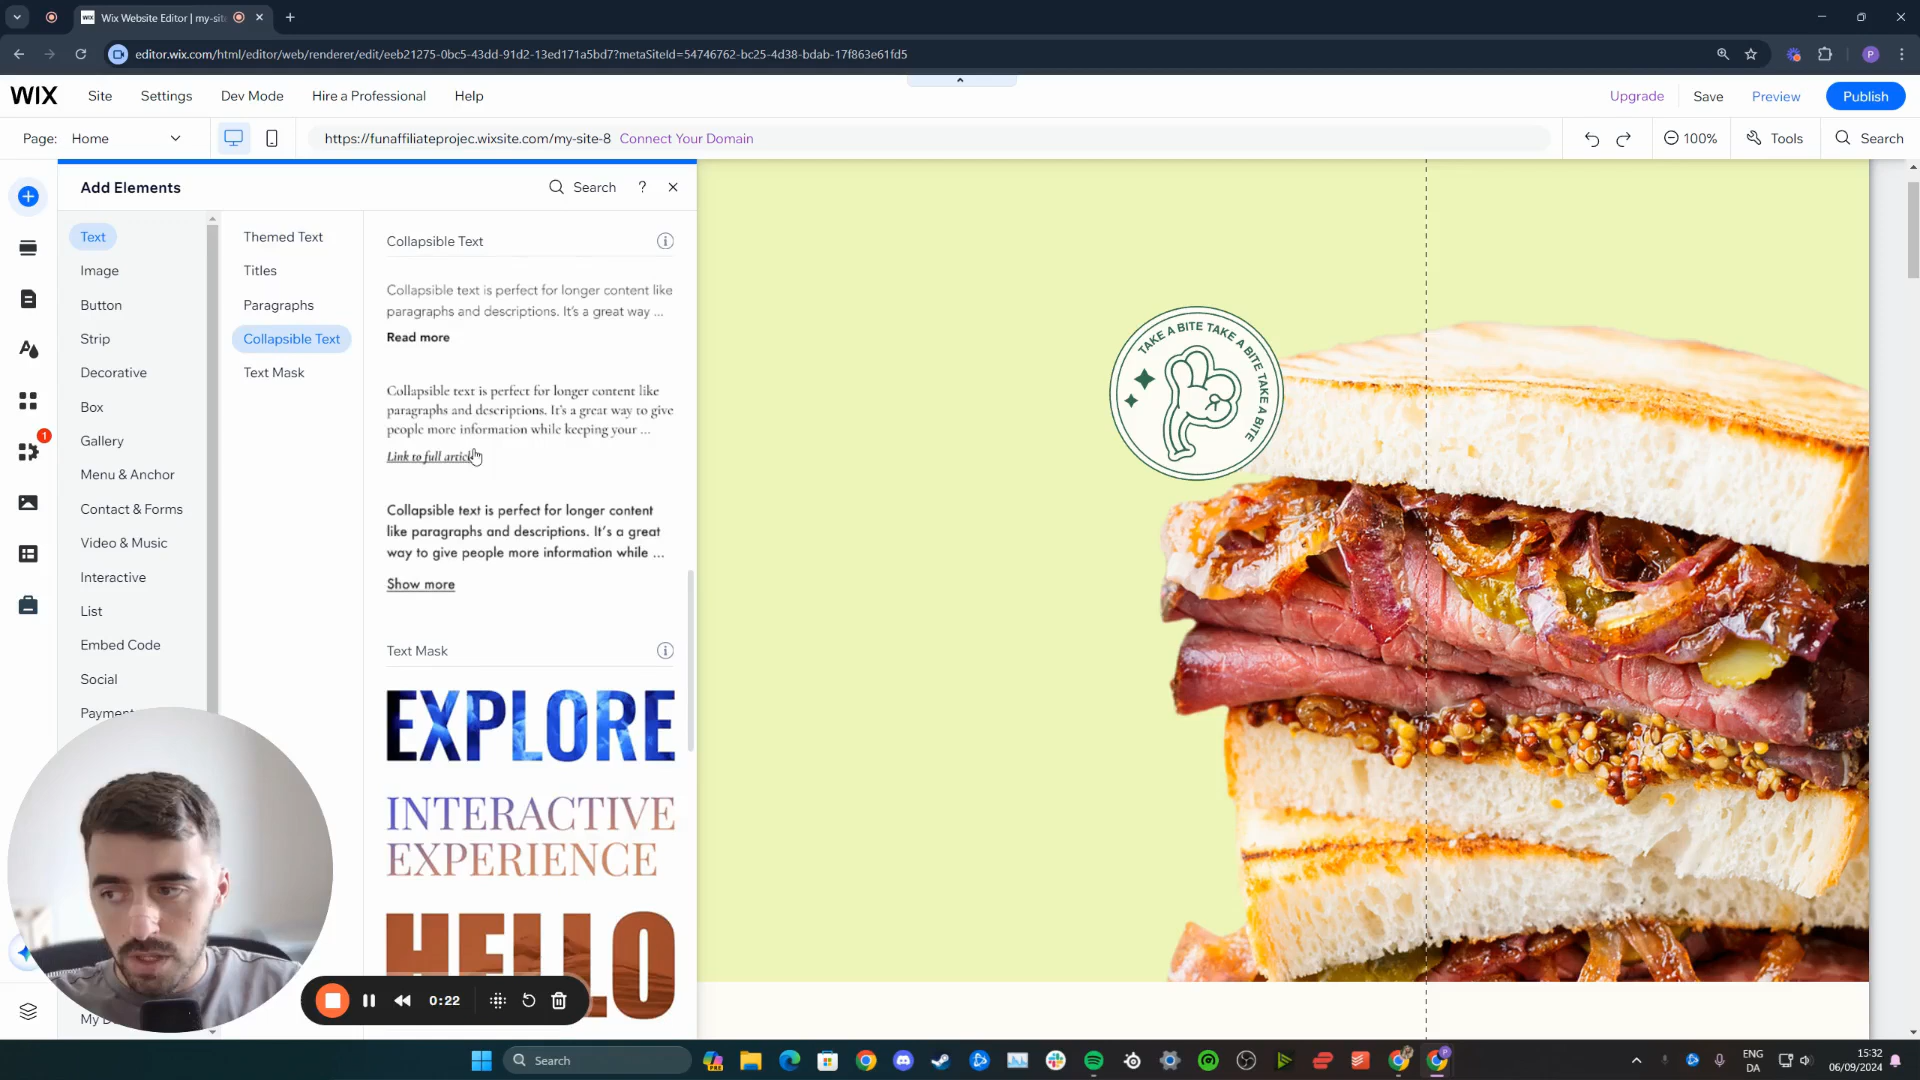 Wix Website Editor | my-sit
editor.wix.com/html/editor/web/renderer/edit/eeb21275-0bc5-43dd-91d2-13ed171a5bd7?metaSiteId=54746762-bc25-4d38-bdab-17f863e61fd5
P
WIX
Site
Settings
Dev Mode
Hire a Professional
Help
Upgrade
Save
Preview
Publish
Page:
Home
https://funaffiliateprojec.wixsite.com/my-site-8
Connect Your Domain
100%
Tools
Search
Add Elements
Search
?
Text
Image
Button
Strip
Decorative
Box
Gallery
1
Menu & Anchor
Contact & Forms
Video & Music
Interactive
List
Embed Code
Social
Payment
Themed Text
Titles
Paragraphs
Collapsible Text
Text Mask
Collapsible Text
Collapsible text is perfect for longer content like
paragraphs and descriptions. It's a great way ...
Read more
Collapsible text is perfect for longer content like
paragraphs and descriptions. It's a great way to give
people more information while keeping your ...
Link to full article
Collapsible text is perfect for longer content
like paragraphs and descriptions. It's a great
way to give people more information while ...
Show more
Text Mask
EXPLORE
INTERACTIVE
EXPERIENCE
HELLO
TAKE A BITE TAKE A BITE TAKE A BITE
0:22
Search
ENG
DA
15:32
06/09/2024